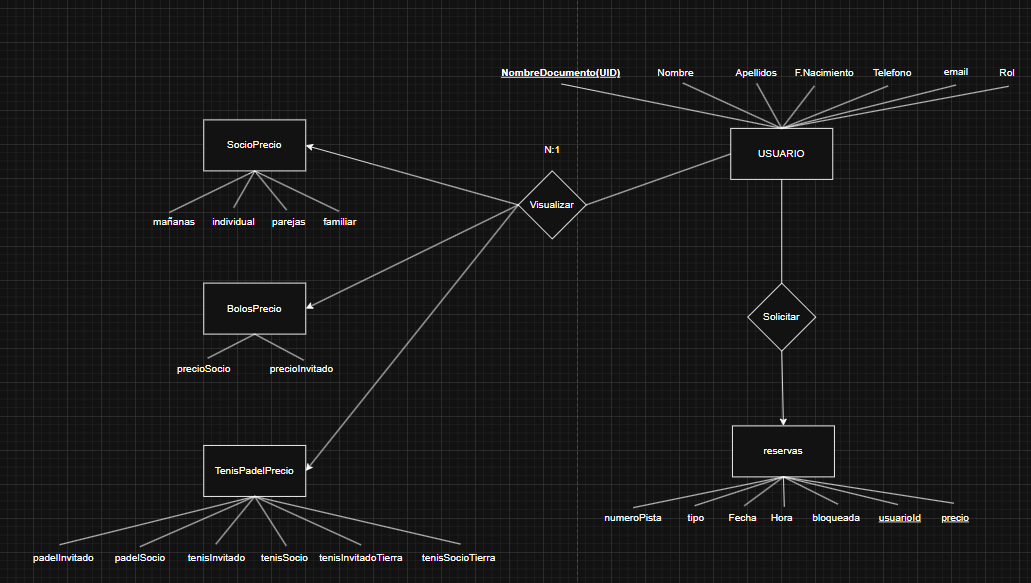 NombreDocumento(UID) Nombre Apellidos F.Nacimiento Telefono email Rol
SocioPrecio
N:1
USUARIO
Visualizar
mañanas individual parejas familiar
BolosPrecio
Solicitar
precioSocio precioInvitado
TenisPadelPrecio
reservas
numeroPista tipo Fecha Hora bloqueada usuarioId precio
padelInvitado padelSocio tenisInvitado tenisSocio tenisInvitadoTierra tenisSocioTierra